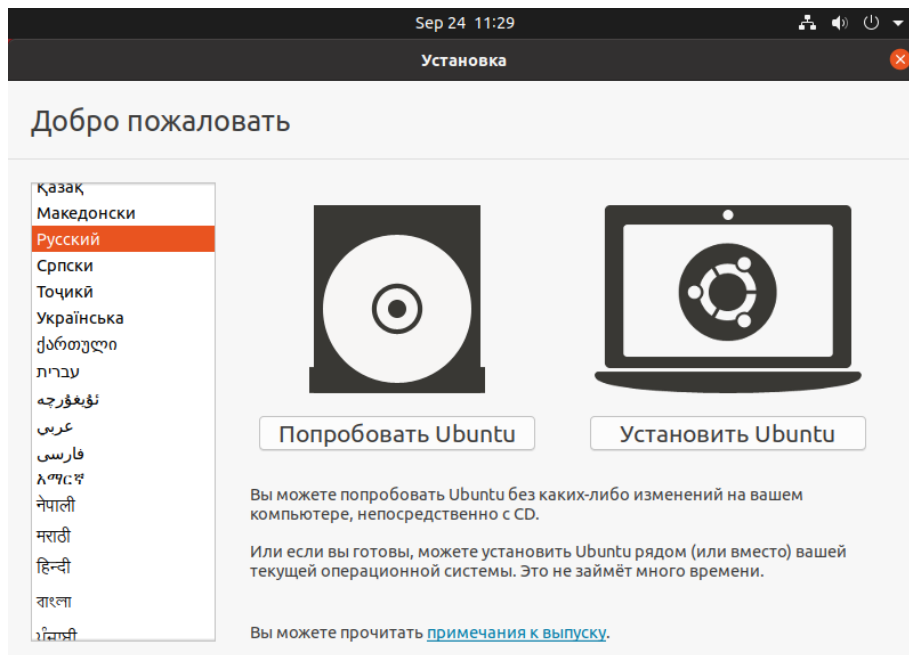 Sep 24 11:29
Установка
Добро пожаловать
Қазақ
Македонски
Русский
Српски
Тоҷикӣ
Українська
ქართული
עברית
ئۇيغۇرچە
عربي
فارسی
አማርኛ
नेपाली
मराठी
हिन्दी
বাংলা
ਪੰਜਾਬੀ
Попробовать Ubuntu
Установить Ubuntu
Вы можете попробовать Ubuntu без каких-либо изменений на вашем
компьютере, непосредственно с CD.
Или если вы готовы, можете установить Ubuntu рядом (или вместо) вашей
текущей операционной системы. Это не займёт много времени.
Вы можете прочитать примечания к выпуску.